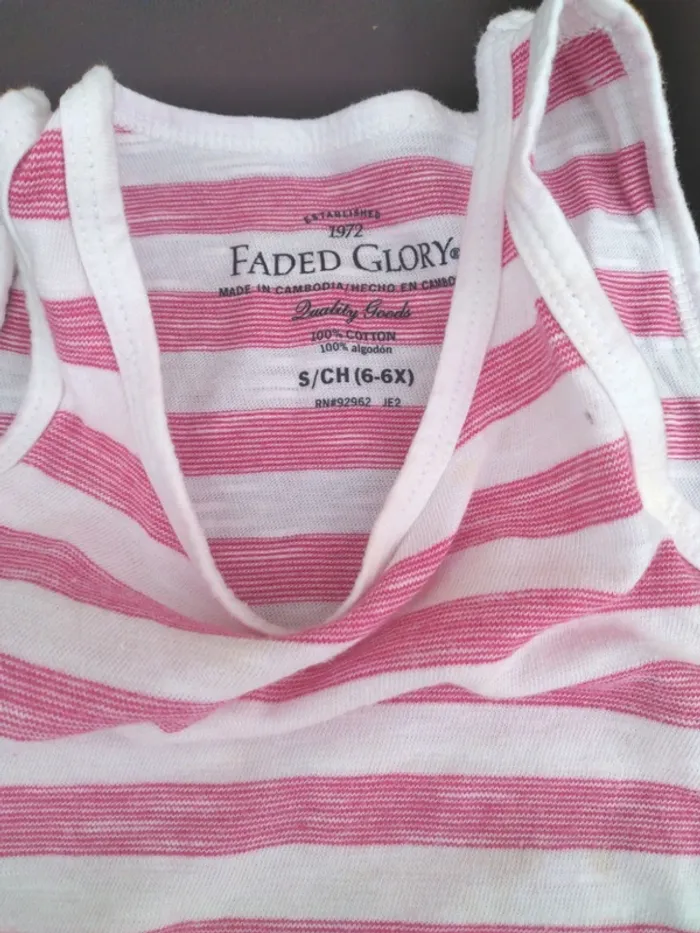 ESTABLISHED
1972
FADED GLORY®
MADE IN CAMBODIA/HECHO EN CAMBO
Quality Goods
100% COTTON
100% algodón
S/CH (6-6X)
RN#92962 JE2